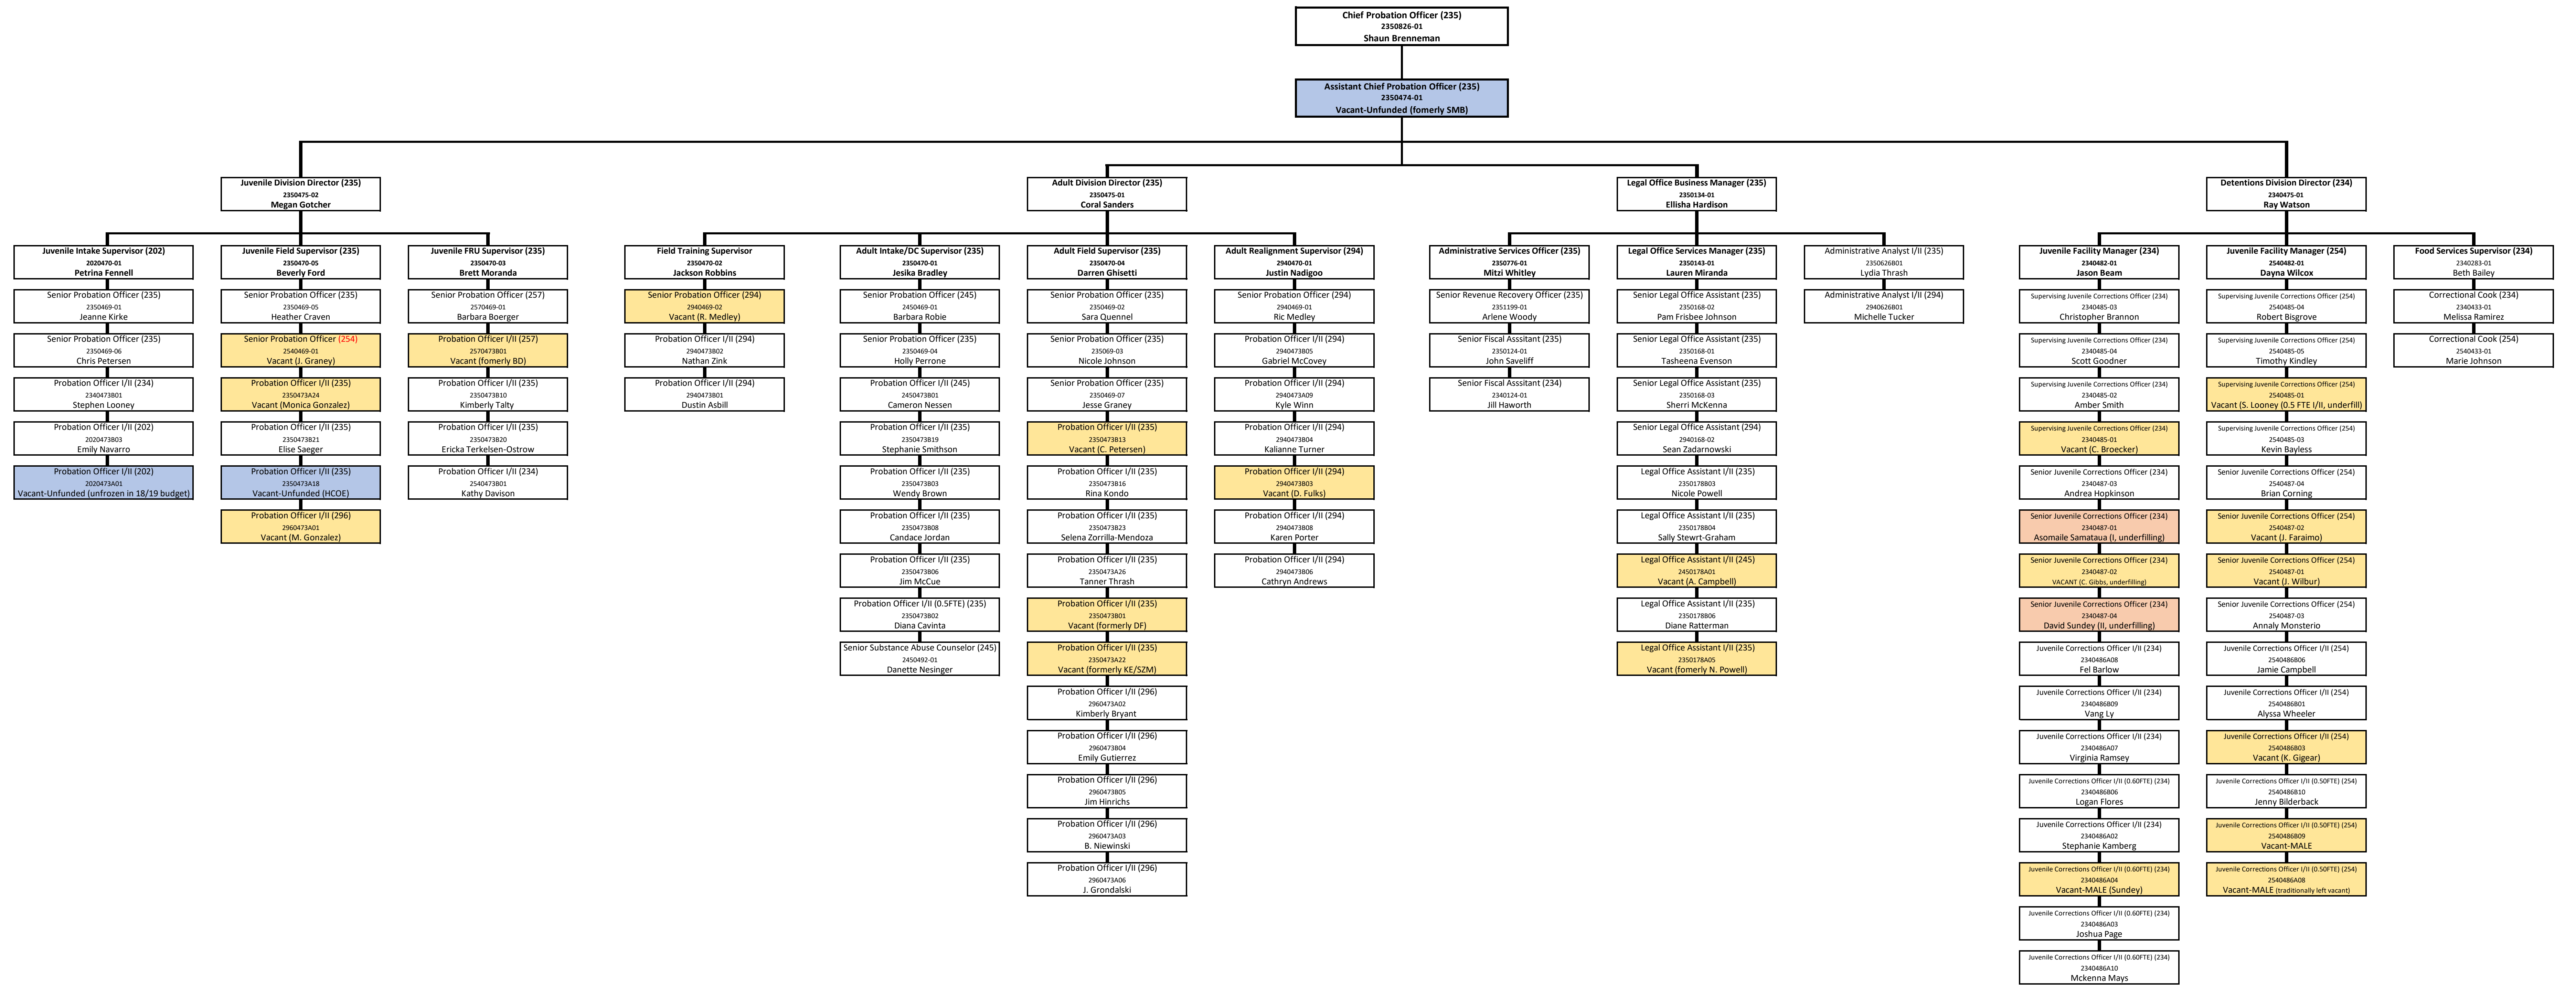 Chief Probation Officer (235)
2350826-01
Shaun Brenneman
Assistant Chief Probation Officer (235)
2350474-01
Vacant-Unfunded (fomerly SMB)
Juvenile Division Director (235)
2350475-02
Megan Gotcher
Adult Division Director (235)
2350475-01
Coral Sanders
Legal Office Business Manager (235)
2350134-01
Ellisha Hardison
Detentions Division Director (234)
2340475-01
Ray Watson
Juvenile Intake Supervisor (202)
2020470-01
Petrina Fennell
Senior Probation Officer (235)
2350469-01
Jeanne Kirke
Senior Probation Officer (235)
2350469-06
Chris Petersen
Probation Officer I/II (234)
2340473B01
Stephen Looney
Probation Officer I/II (202)
2020473B03
Emily Navarro
Probation Officer I/II (202)
2020473A01
Vacant-Unfunded (unfrozen in 18/19 budget)
Juvenile Field Supervisor (235)
2350470-05
Beverly Ford
Senior Probation Officer (235)
2350469-05
Heather Craven
Senior Probation Officer (254)
2540469-01
Vacant (J. Graney)
Probation Officer I/II (235)
2350473A24
Vacant (Monica Gonzalez)
Probation Officer I/II (235)
2350473B21
Elise Saeger
Probation Officer I/II (235)
2350473A18
Vacant-Unfunded (HCOE)
Probation Officer I/II (296)
2960473A01
Vacant (M. Gonzalez)
Juvenile FRU Supervisor (235)
2350470-03
Brett Moranda
Senior Probation Officer (257)
2570469-01
Barbara Boerger
Probation Officer I/II (257)
2570473B01
Vacant (fomerly BD)
Probation Officer I/II (235)
2350473B10
Kimberly Talty
Probation Officer I/II (235)
2350473B20
Ericka Terkelsen-Ostrow
Probation Officer I/II (234)
2540473B01
Kathy Davison
Field Training Supervisor
2350470-02
Jackson Robbins
Senior Probation Officer (294)
2940469-02
Vacant (R. Medley)
Probation Officer I/II (294)
2940473B02
Nathan Zink
Probation Officer I/II (294)
2940473B01
Dustin Asbill
Adult Intake/DC Supervisor (235)
2350470-01
Jesika Bradley
Senior Probation Officer (245)
2450469-01
Barbara Robie
Senior Probation Officer (235)
2350469-04
Holly Perrone
Probation Officer I/II (245)
2450473B01
Cameron Nessen
Probation Officer I/II (235)
2350473B19
Stephanie Smithson
Probation Officer I/II (235)
2350473B03
Wendy Brown
Probation Officer I/II (235)
2350473B08
Candace Jordan
Probation Officer I/II (235)
2350473B06
Jim McCue
Probation Officer I/II (0.5FTE) (235)
2350473B02
Diana Cavinta
Senior Substance Abuse Counselor (245)
2450492-01
Danette Nesinger
Adult Field Supervisor (235)
2350470-04
Darren Ghisetti
Senior Probation Officer (235)
2350469-02
Sara Quennel
Senior Probation Officer (235)
235069-03
Nicole Johnson
Senior Probation Officer (235)
2350469-07
Jesse Graney
Probation Officer I/II (235)
2350473B13
Vacant (C. Petersen)
Probation Officer I/II (235)
2350473B16
Rina Kondo
Probation Officer I/II (235)
2350473B23
Selena Zorrilla-Mendoza
Probation Officer I/II (235)
2350473A26
Tanner Thrash
Probation Officer I/II (235)
2350473B01
Vacant (formerly DF)
Probation Officer I/II (235)
2350473A22
Vacant (formerly KE/SZM)
Probation Officer I/II (296)
2960473A02
Kimberly Bryant
Probation Officer I/II (296)
2960473B04
Emily Gutierrez
Probation Officer I/II (296)
2960473B05
Jim Hinrichs
Probation Officer I/II (296)
2960473A03
B. Niewinski
Probation Officer I/II (296)
2960473A06
J. Grondalski
Adult Realignment Supervisor (294)
2940470-01
Justin Nadigoo
Senior Probation Officer (294)
2940469-01
Ric Medley
Probation Officer I/II (294)
2940473B05
Gabriel McCovey
Probation Officer I/II (294)
2940473A09
Kyle Winn
Probation Officer I/II (294)
2940473B04
Kalianne Turner
Probation Officer I/II (294)
2940473B03
Vacant (D. Fulks)
Probation Officer I/II (294)
2940473B08
Karen Porter
Probation Officer I/II (294)
2940473B06
Cathryn Andrews
Administrative Services Officer (235)
2350776-01
Mitzi Whitley
Senior Revenue Recovery Officer (235)
2351199-01
Arlene Woody
Senior Fiscal Asssitant (235)
2350124-01
John Saveliff
Senior Fiscal Asssitant (234)
2340124-01
Jill Haworth
Legal Office Services Manager (235)
2350143-01
Lauren Miranda
Senior Legal Office Assistant (235)
2350168-02
Pam Frisbee Johnson
Senior Legal Office Assistant (235)
2350168-01
Tasheena Evenson
Senior Legal Office Assistant (235)
2350168-03
Sherri McKenna
Senior Legal Office Assistant (294)
2940168-02
Sean Zadarnowski
Legal Office Assistant I/II (235)
2350178B03
Nicole Powell
Legal Office Assistant I/II (235)
2350178B04
Sally Stewrt-Graham
Legal Office Assistant I/II (245)
2450178A01
Vacant (A. Campbell)
Legal Office Assistant I/II (235)
2350178B06
Diane Ratterman
Legal Office Assistant I/II (235)
2350178A05
Vacant (fomerly N. Powell)
Administrative Analyst I/II (235)
2350626B01
Lydia Thrash
Administrative Analyst I/II (294)
2940626B01
Michelle Tucker
Juvenile Facility Manager (234)
2340482-01
Jason Beam
Supervising Juvenile Corrections Officer (234)
2340485-03
Christopher Brannon
Supervising Juvenile Corrections Officer (234)
2340485-04
Scott Goodner
Supervising Juvenile Corrections Officer (234)
2340485-02
Amber Smith
Supervising Juvenile Corrections Officer (234)
2340485-01
Vacant (C. Broecker)
Senior Juvenile Corrections Officer (234)
2340487-03
Andrea Hopkinson
Senior Juvenile Corrections Officer (234)
2340487-01
Asomaile Samataua (I, underfilling)
Senior Juvenile Corrections Officer (234)
2340487-02
VACANT (C. Gibbs, underfilling)
Senior Juvenile Corrections Officer (234)
2340487-04
David Sundey (II, underfilling)
Juvenile Corrections Officer I/II (234)
2340486A08
Fel Barlow
Juvenile Corrections Officer I/II (234)
2340486B09
Vang Ly
Juvenile Corrections Officer I/II (234)
2340486A07
Virginia Ramsey
Juvenile Corrections Officer I/II (0.60FTE) (234)
2340486B06
Logan Flores
Juvenile Corrections Officer I/II (234)
2340486A02
Stephanie Kamberg
Juvenile Corrections Officer I/II (0.60FTE) (234)
2340486A04
Vacant-MALE (Sundey)
Juvenile Corrections Officer I/II (0.60FTE) (234)
2340486A03
Joshua Page
Juvenile Corrections Officer I/II (0.60FTE) (234)
2340486A10
Mckenna Mays
Juvenile Facility Manager (254)
2540482-01
Dayna Wilcox
Supervising Juvenile Corrections Officer (254)
2540485-04
Robert Bisgrove
Supervising Juvenile Corrections Officer (254)
2540485-05
Timothy Kindley
Supervising Juvenile Corrections Officer (254)
2540485-01
Vacant (S. Looney (0.5 FTE I/II, underfill)
Supervising Juvenile Corrections Officer (254)
2540485-03
Kevin Bayless
Senior Juvenile Corrections Officer (254)
2540487-04
Brian Corning
Senior Juvenile Corrections Officer (254)
2540487-02
Vacant (J. Faraimo)
Senior Juvenile Corrections Officer (254)
2540487-01
Vacant (J. Wilbur)
Senior Juvenile Corrections Officer (254)
2540487-03
Annaly Monsterio
Juvenile Corrections Officer I/II (254)
2540486B06
Jamie Campbell
Juvenile Corrections Officer I/II (254)
2540486B01
Alyssa Wheeler
Juvenile Corrections Officer I/II (254)
2540486B03
Vacant (K. Gigear)
Juvenile Corrections Officer I/II (0.50FTE) (254)
2540486B10
Jenny Bilderback
Juvenile Corrections Officer I/II (0.50FTE) (254)
2540486B09
Vacant-MALE
Juvenile Corrections Officer I/II (0.50FTE) (254)
2540486A08
Vacant-MALE (traditionally left vacant)
Food Services Supervisor (234)
2340283-01
Beth Bailey
Correctional Cook (234)
2340433-01
Melissa Ramirez
Correctional Cook (254)
2540433-01
Marie Johnson